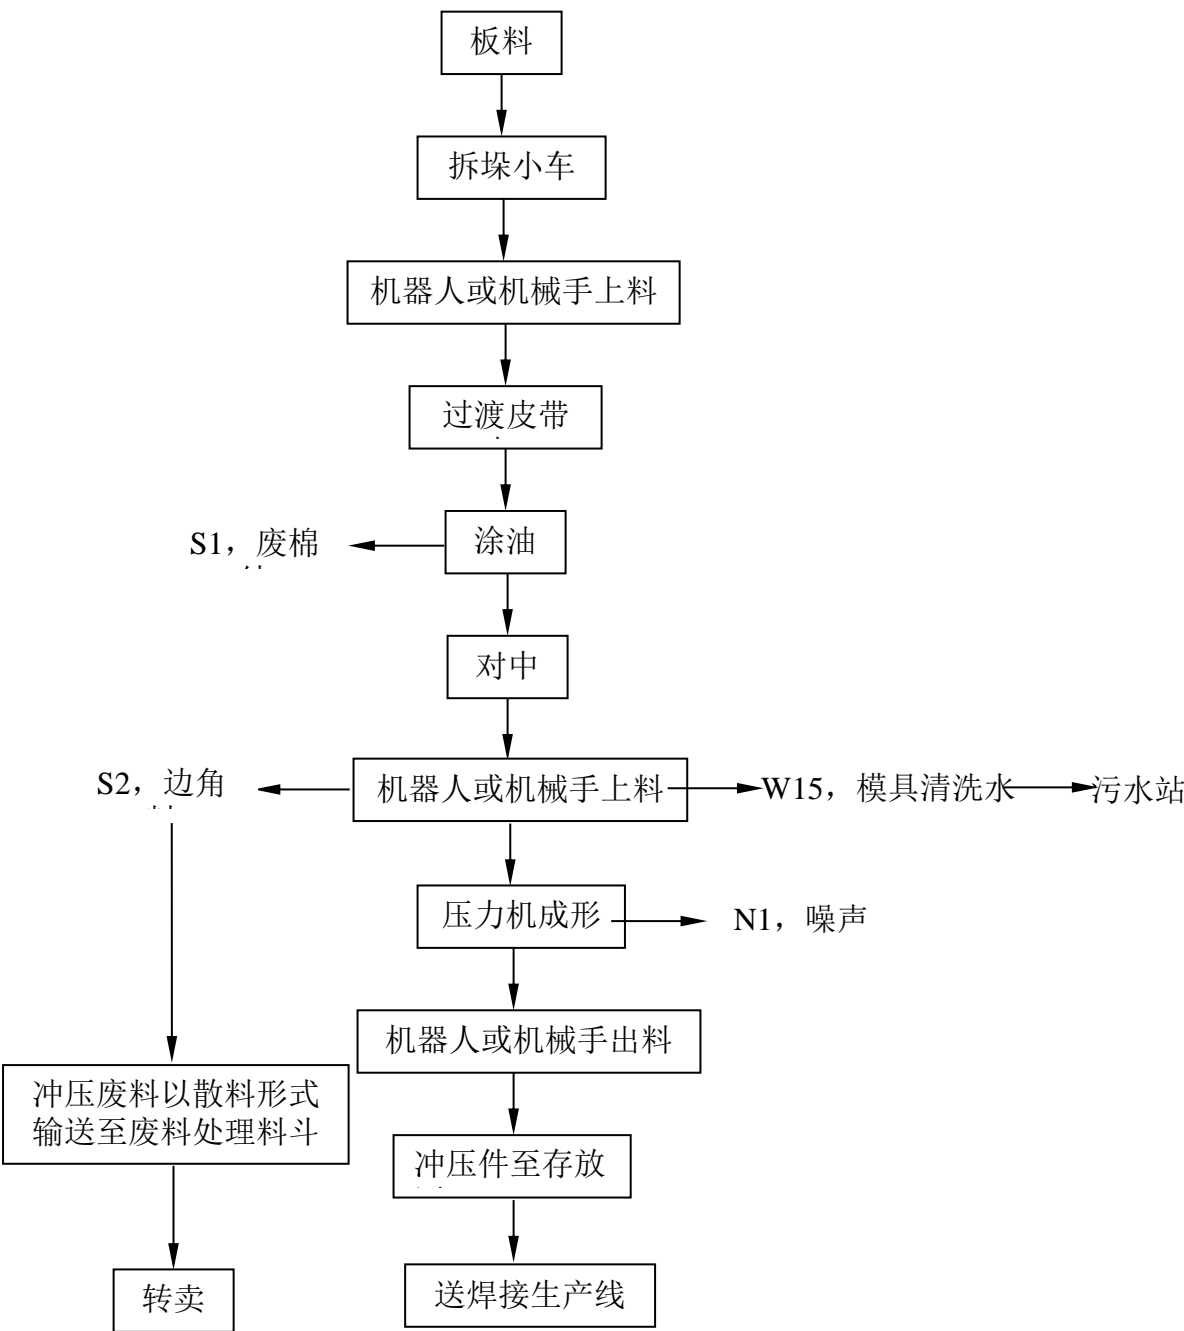 板料
拆垛小车
机器人或机械手上料
过渡皮带
涂油
S1，废棉
对中
机器人或机械手上料
S2，边角
W15，模具清洗水
污水站
压力机成形
N1，噪声
机器人或机械手出料
冲压废料以散料形式
输送至废料处理料斗
冲压件至存放
转卖
送焊接生产线